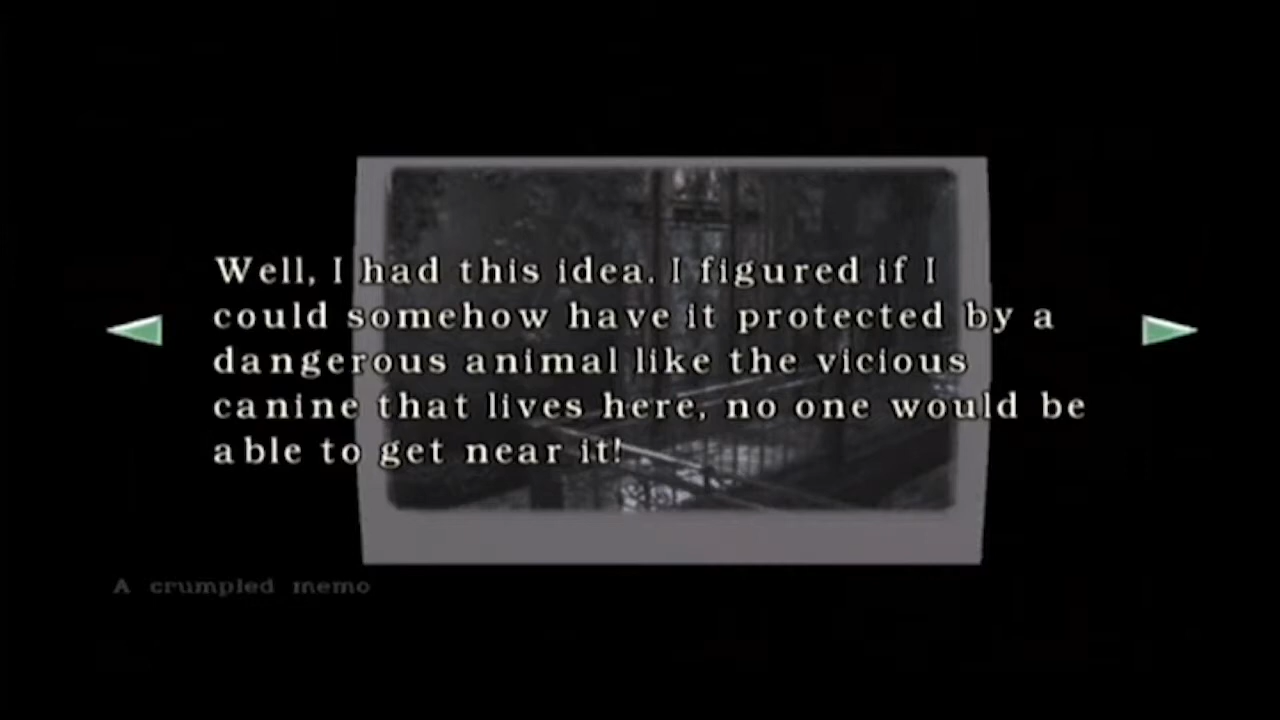 Well, I had this idea. I figured if I
could somehow have it protected by a
dangerous animal like the vicious
canine that lives here, no one would be
able to get near it!
A crumpled memo